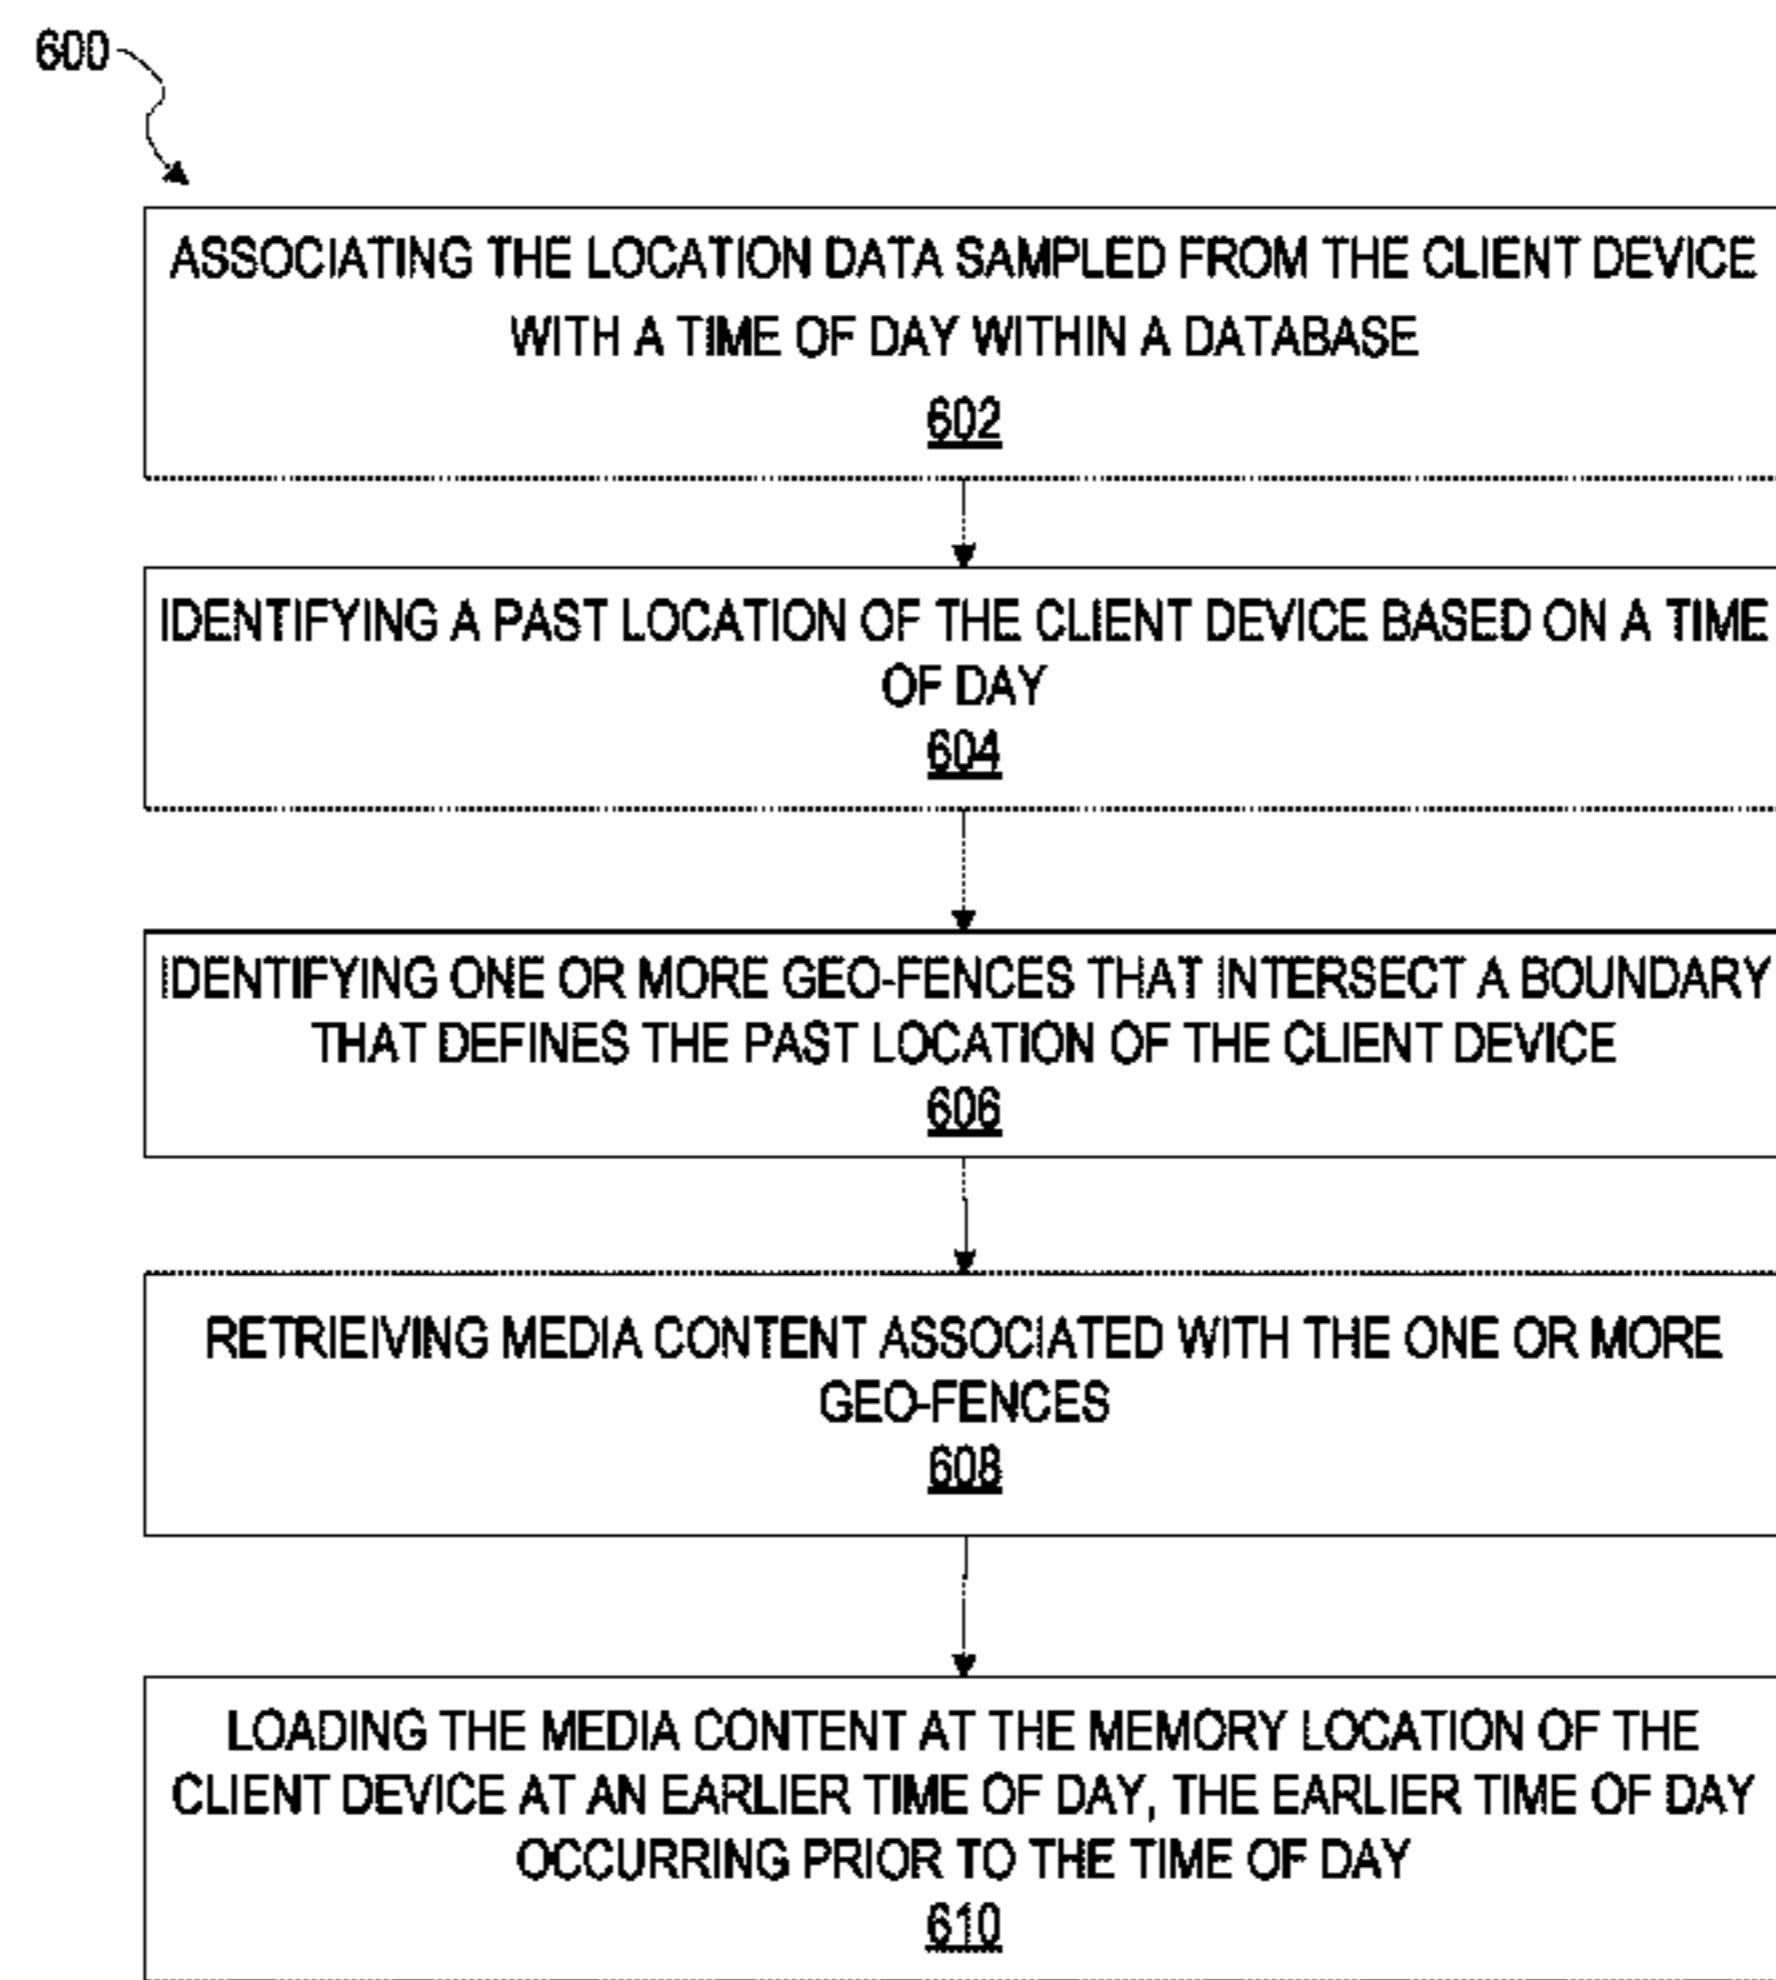 600
ASSOCIATING THE LOCATION DATA SAMPLED FROM THE CLIENT DEVICE
WITH A TIME OF DAY WITHIN A DATABASE
602
IDENTIFYING A PAST LOCATION OF THE CLIENT DEVICE BASED ON A TIME
OF DAY
604
IDENTIFYING ONE OR MORE GEO-FENCES THAT INTERSECT A BOUNDARY
THAT DEFINES THE PAST LOCATION OF THE CLIENT DEVICE
606
RETRIEIVING MEDIA CONTENT ASSOCIATED WITH THE ONE OR MORE
GEO-FENCES
608
LOADING THE MEDIA CONTENT AT THE MEMORY LOCATION OF THE
CLIENT DEVICE AT AN EARLIER TIME OF DAY, THE EARLIER TIME OF DAY
OCCURRING PRIOR TO THE TIME OF DAY
610